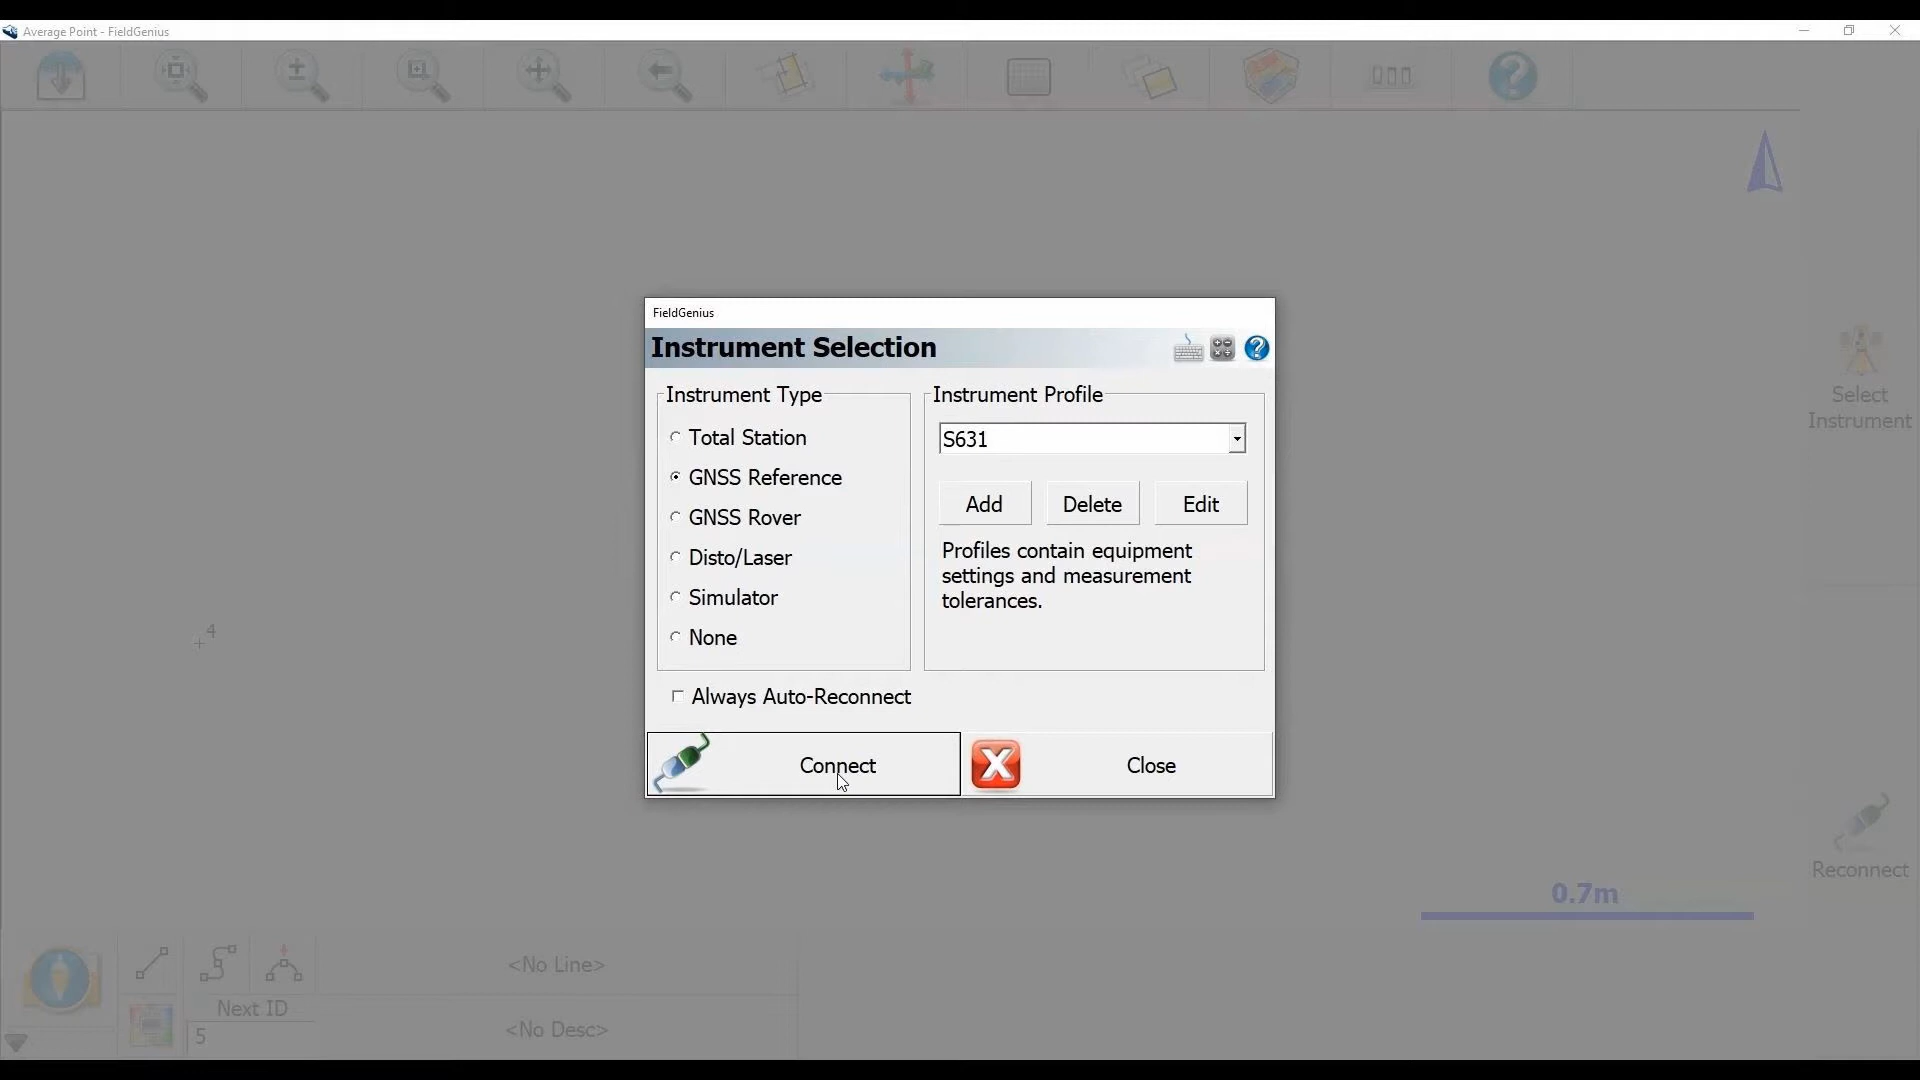 Average Point - FieldGenius
FieldGenius
Instrument Selection
Instrument Type
Total Station
GNSS Reference
GNSS Rover
Disto/Laser
Simulator
None
Always Auto-Reconnect
Instrument Profile
S631
Add
Delete
Edit
Profiles contain equipment
settings and measurement
tolerances.
Connect
Close
Select
Instrument
Reconnect
4
0.7m
<No Line>
Next ID
5
<No Desc>